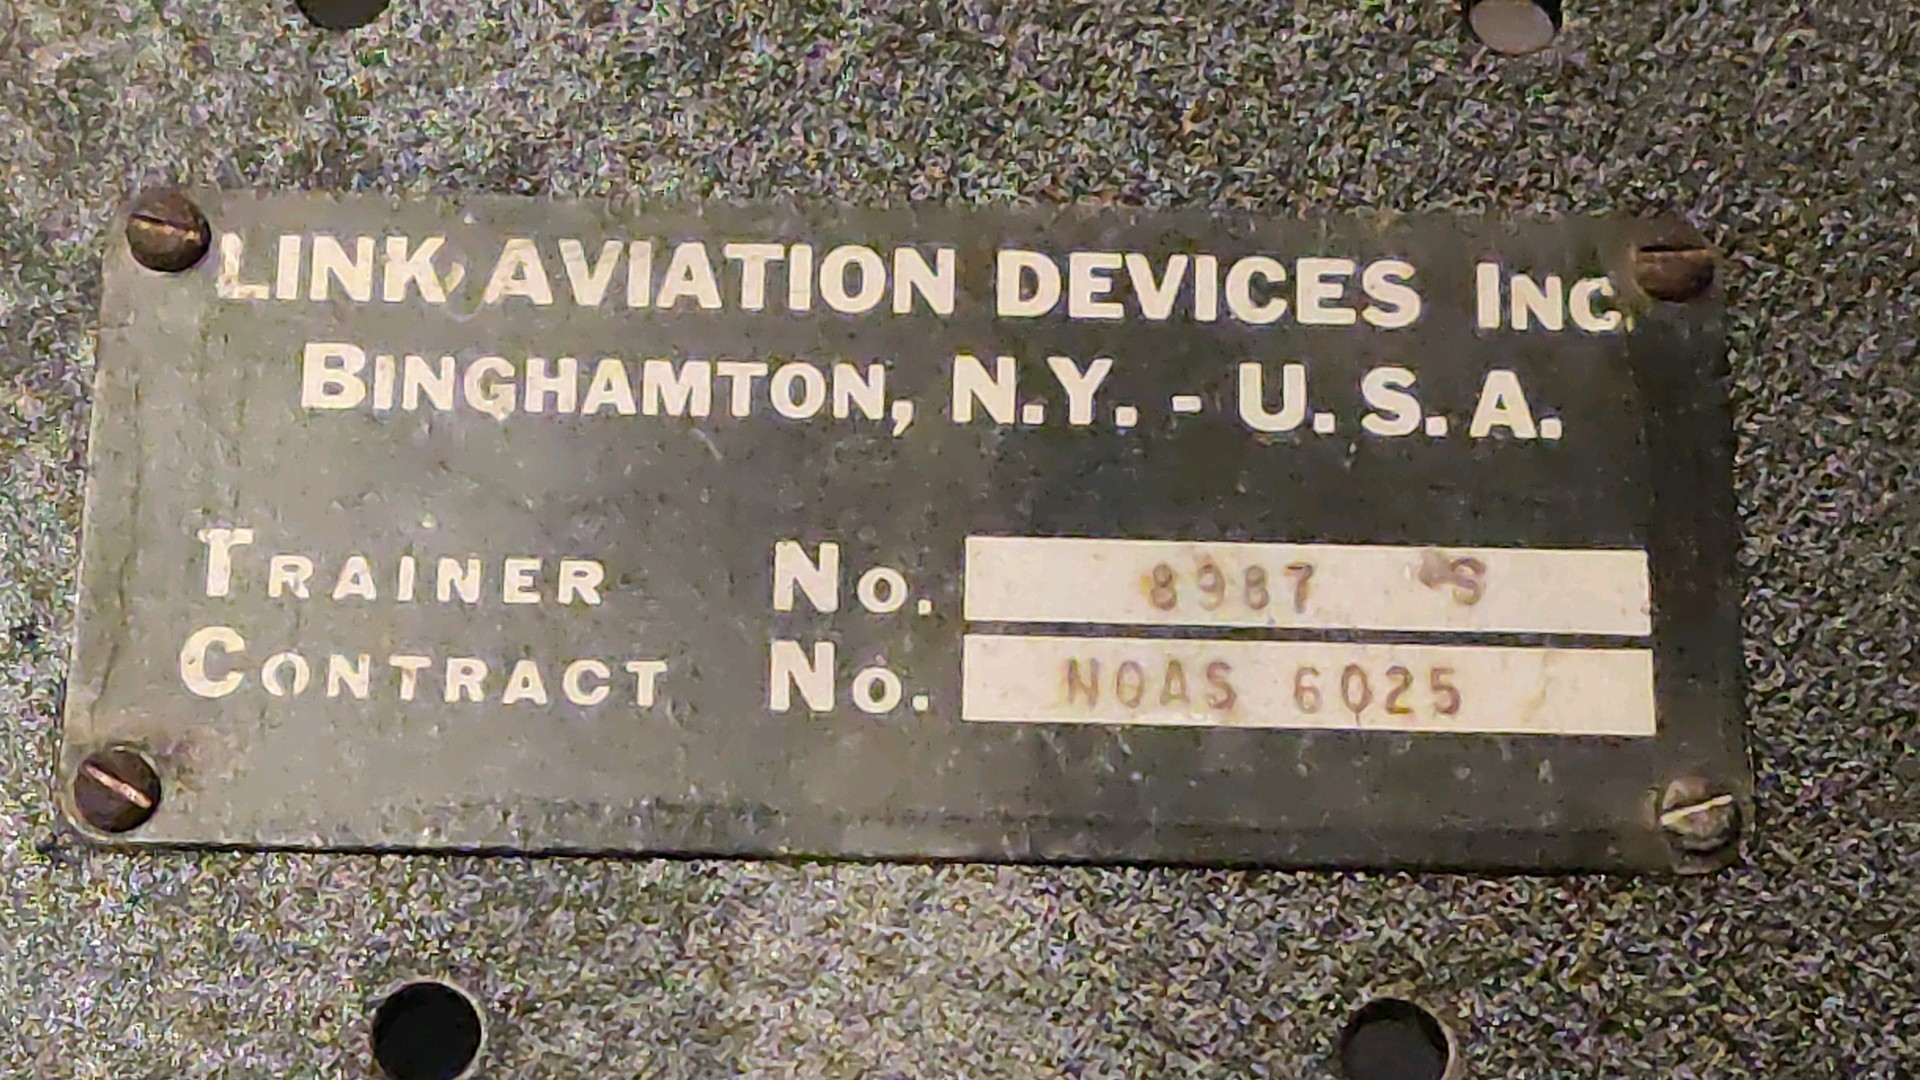 LINK AVIATION DEVICES INC.
BINGHAMTON, N.Y. - U.S.A.
TRAINER NO. 8987 S
CONTRACT NO. NOAS 6025